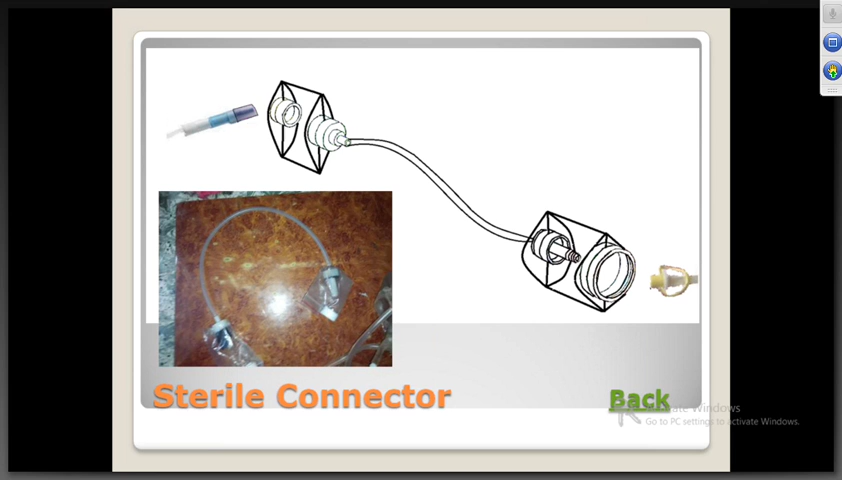 Sterile Connector
Back
Activate Windows
Go to PC settings to activate Windows.